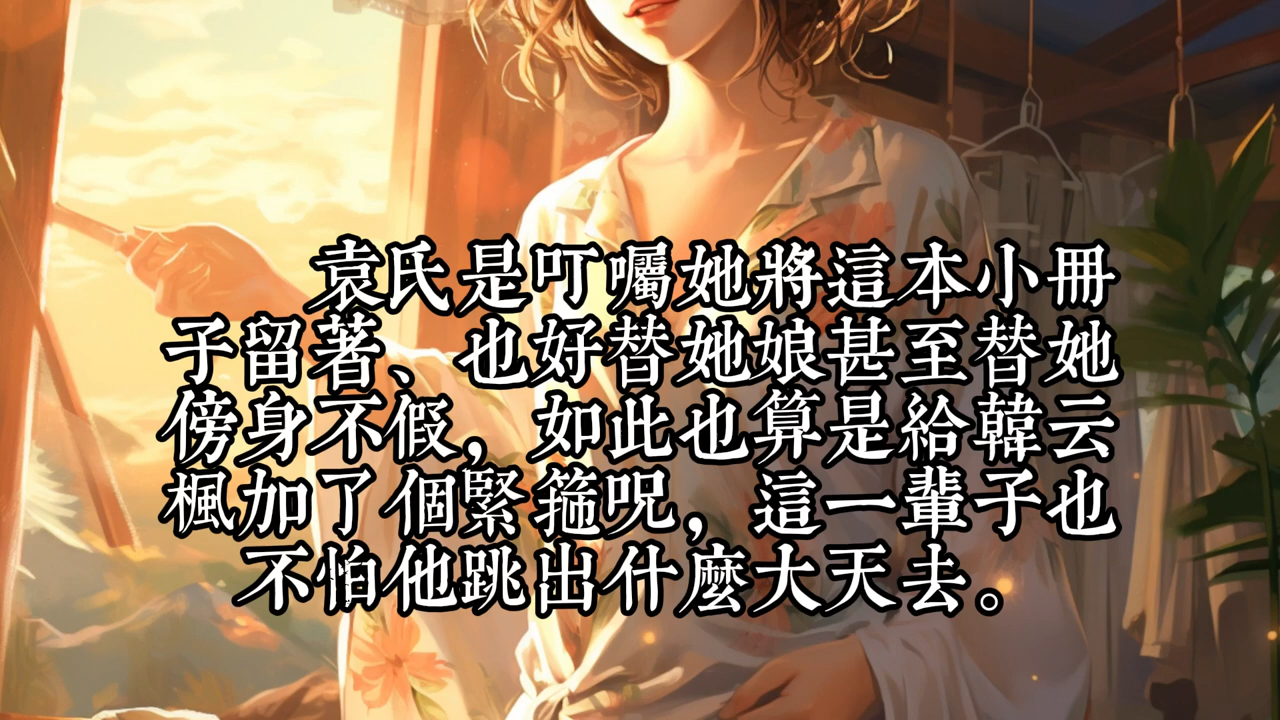 袁氏是叮囑她將這本小冊
子留著、也好替她娘甚至替她
傍身不假，如此也算是給韓云
楓加了個緊箍呪，這一輩子也
不怕他跳出什麼大天去。